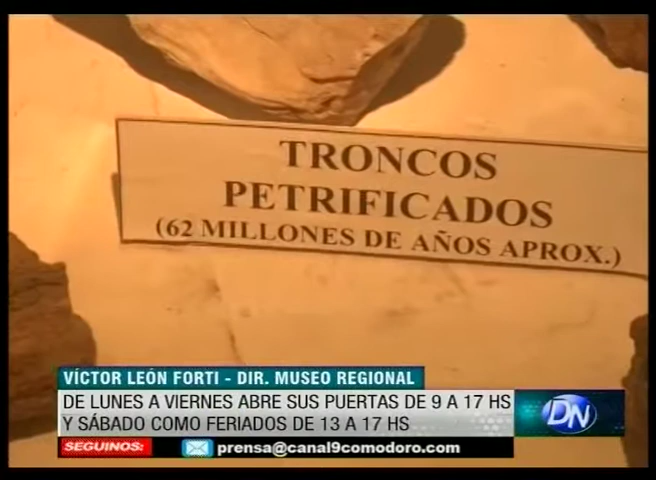 TRONCOS
PETRIFICADOS
(62 MILLONES DE AÑOS APROX.)
VÍCTOR LEÓN FORTI - DIR. MUSEO REGIONAL
DE LUNES A VIERNES ABRE SUS PUERTAS DE 9 A 17 HS
Y SÁBADO COMO FERIADOS DE 13 A 17 HS
DN
SEGUINOS: prensa@canal9comodoro.com